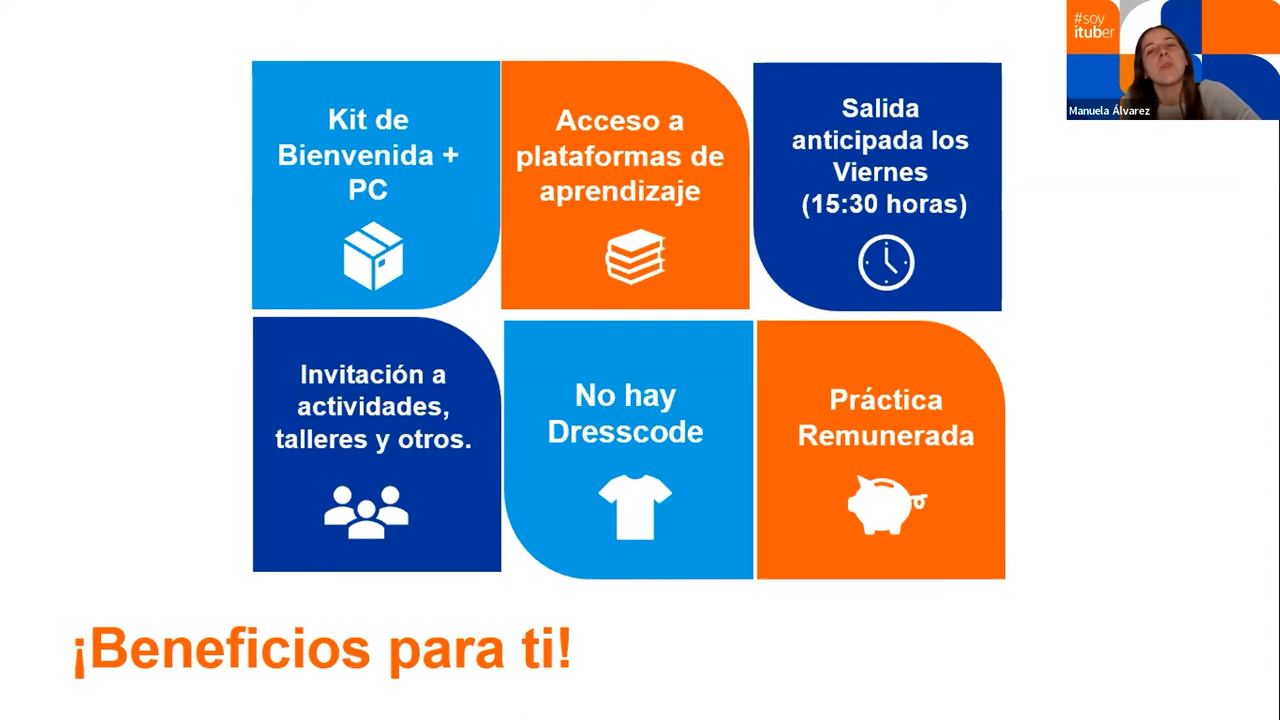 #soy
ituber
Manuela Álvarez
Kit de
Bienvenida +
PC
Acceso a
plataformas de
aprendizaje
Salida
anticipada los
Viernes
(15:30 horas)
Invitación a
actividades,
talleres y otros.
No hay
Dresscode
Práctica
Remunerada
¡Beneficios para ti!